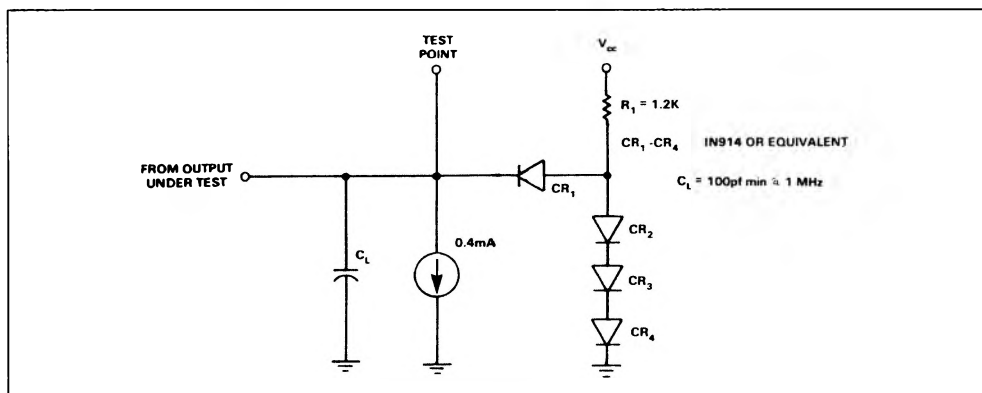 TEST
POINT
Vcc
R1 = 1.2K
CR1 -CR4 IN914 OR EQUIVALENT
FROM OUTPUT
UNDER TEST
CL = 100pf min 1 MHz
CR1
CR2
0.4mA
CL
CR3
CR4